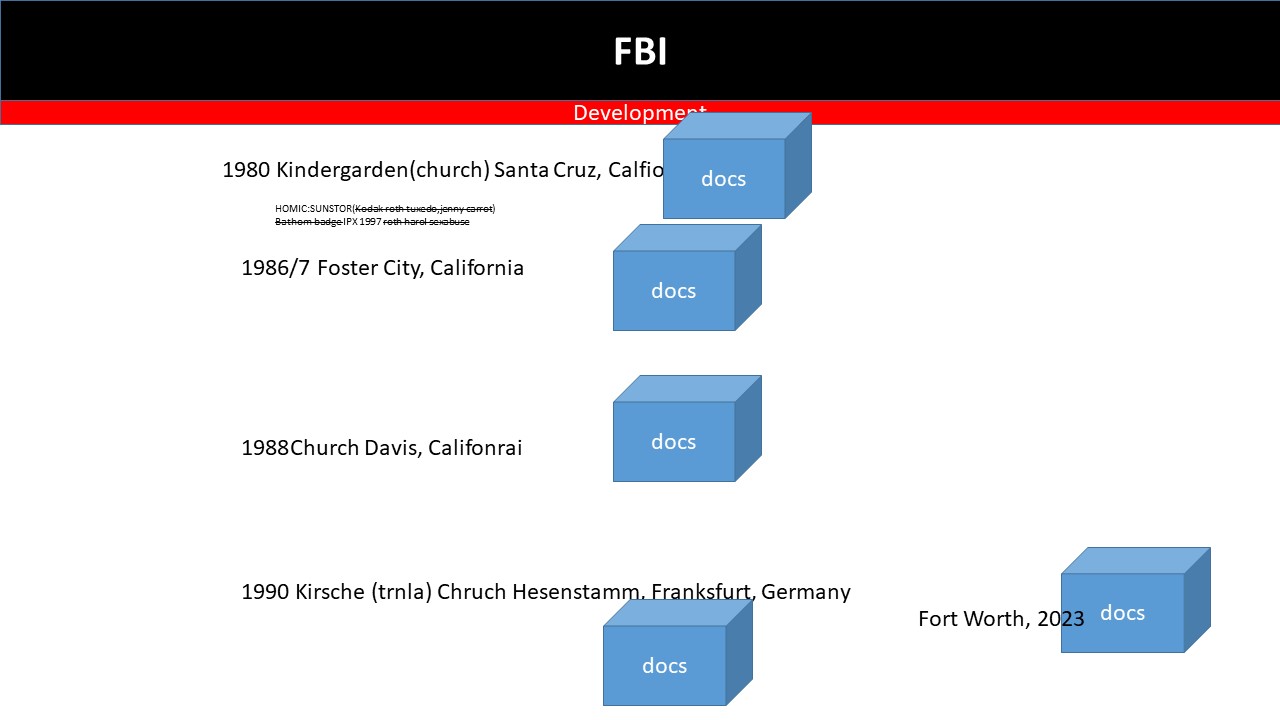 FBI
Development
1980 Kindergarden(church) Santa Cruz, Calfio
docs
HOMIC:SUNSTOR(Kodak roth tuxedo,jenny carrot)
Bathom badge IPX 1997 roth harol sexabuse
1986/7 Foster City, California
docs
1988Church Davis, Califonrai
docs
1990 Kirsche (trnla) Chruch Hesenstamm, Franksfurt, Germany
Fort Worth, 2023
docs
docs